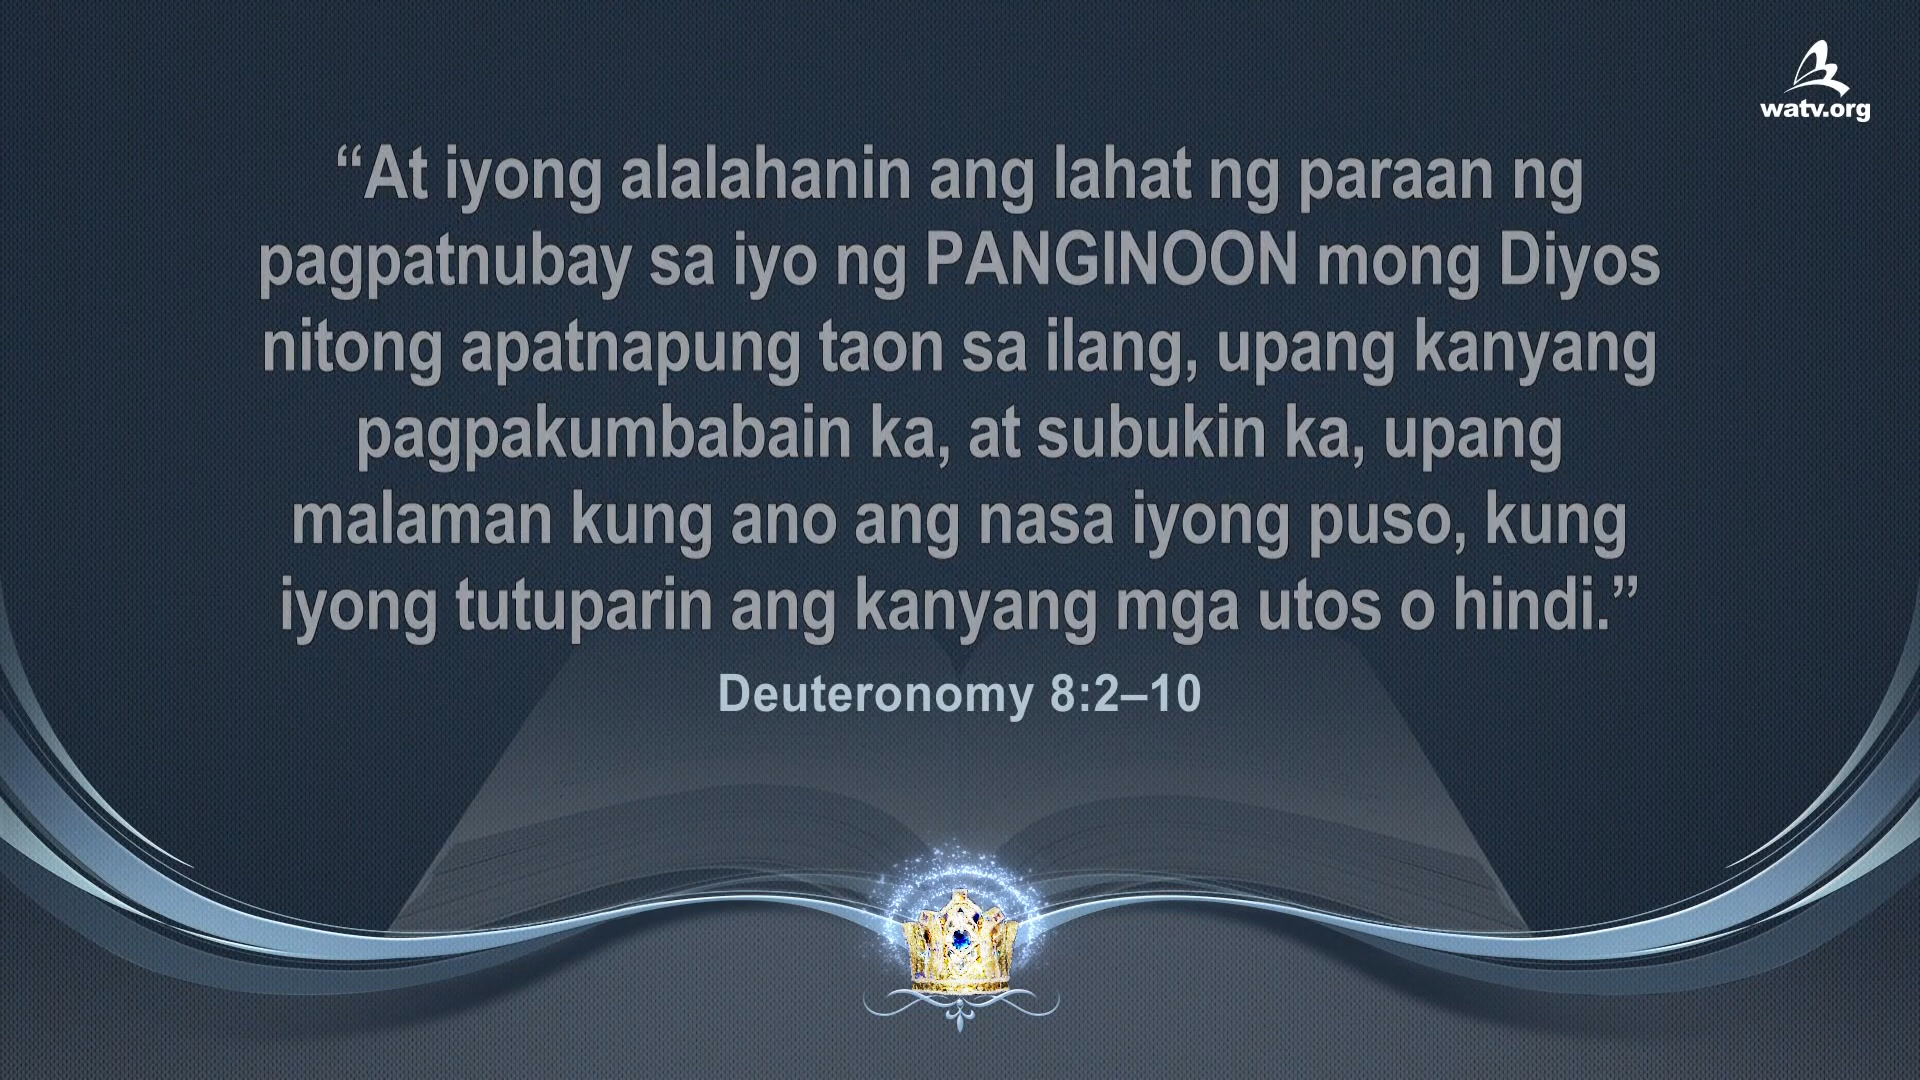 watv.org
“At iyong alalahanin ang lahat ng paraan ng
pagpatnubay sa iyo ng PANGINOON mong Diyos
nitong apatnapung taon sa ilang, upang kanyang
pagpakumbabain ka, at subukin ka, upang
malaman kung ano ang nasa iyong puso, kung
iyong tutuparin ang kanyang mga utos o hindi.”
Deuteronomy 8:2–10